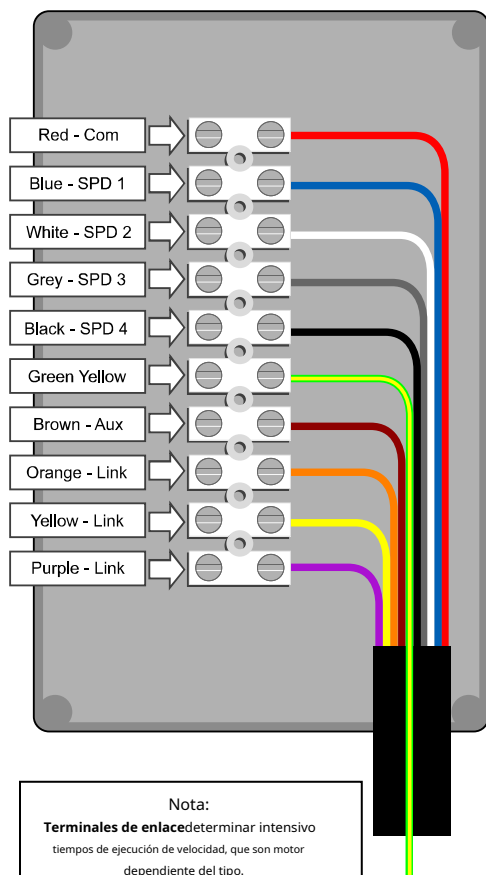 Red - Com
Blue - SPD 1
White - SPD 2
Grey - SPD 3
Black - SPD 4
Green Yellow
Brown - Aux
Orange - Link
Yellow - Link
Purple - Link
Nota:
Terminales de enlacedeterminar intensivo
tiempos de ejecución de velocidad, que son motor
dependiente del tipo.